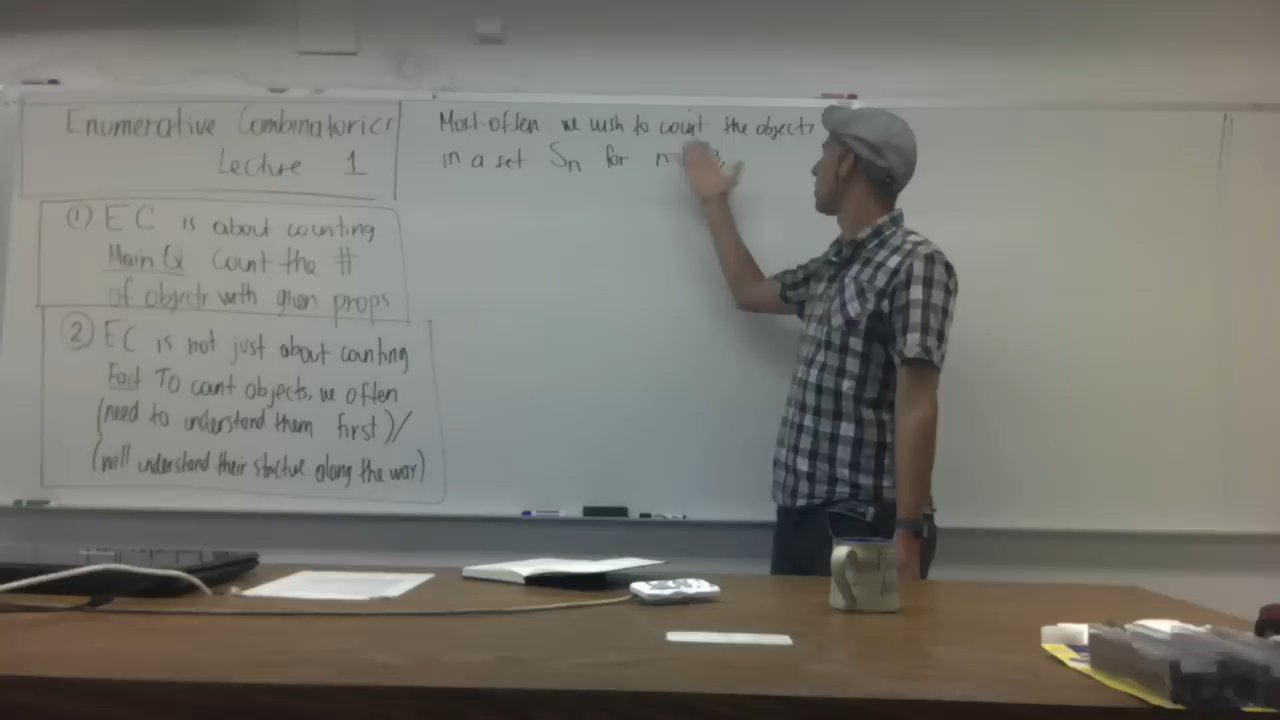 Enumerative Combinatorics
Lecture 1
① EC is about counting
Main Q Count the #
of objects with given props
② EC is not just about counting
Fact To count objects, we often
(need to understand them first)/
(will understand their structure along the way)
Most often we wish to count the objects
in a set Sn for